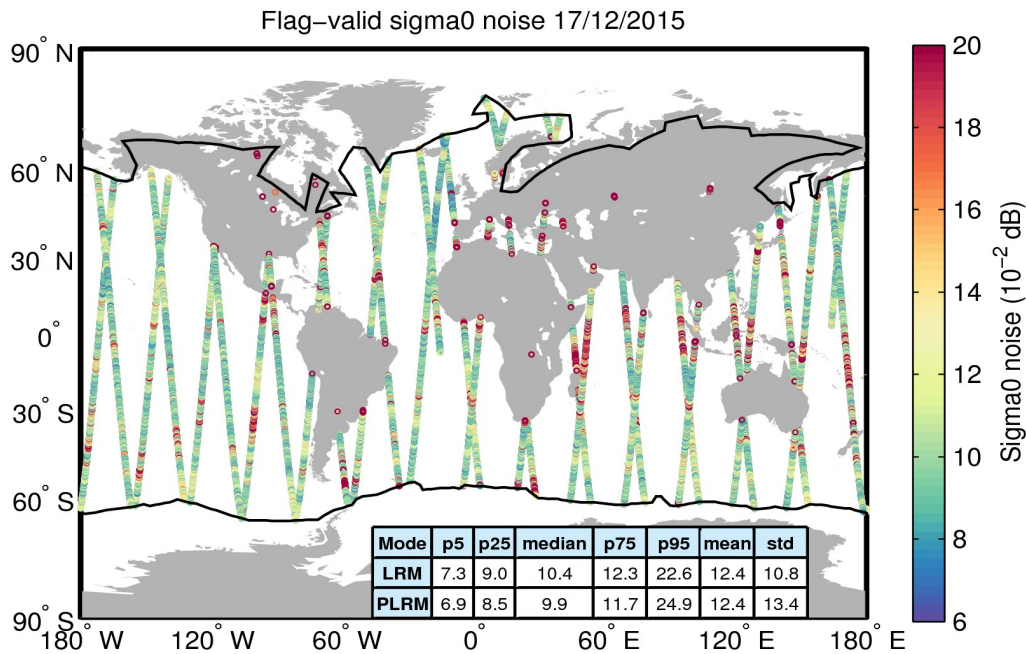 Flag−valid sigma0 noise 17/12/2015
90° N
60° N
30° N
0°
30° S
60° S
90° S
180° W
120° W
60° W
0°
60° E
120° E
180° E
Mode p5 p25 median p75 p95 mean std
LRM 7.3 9.0 10.4 12.3 22.6 12.4 10.8
PLRM 6.9 8.5 9.9 11.7 24.9 12.4 13.4
20
18
16
14
12
10
8
6
Sigma0 noise (10⁻² dB)